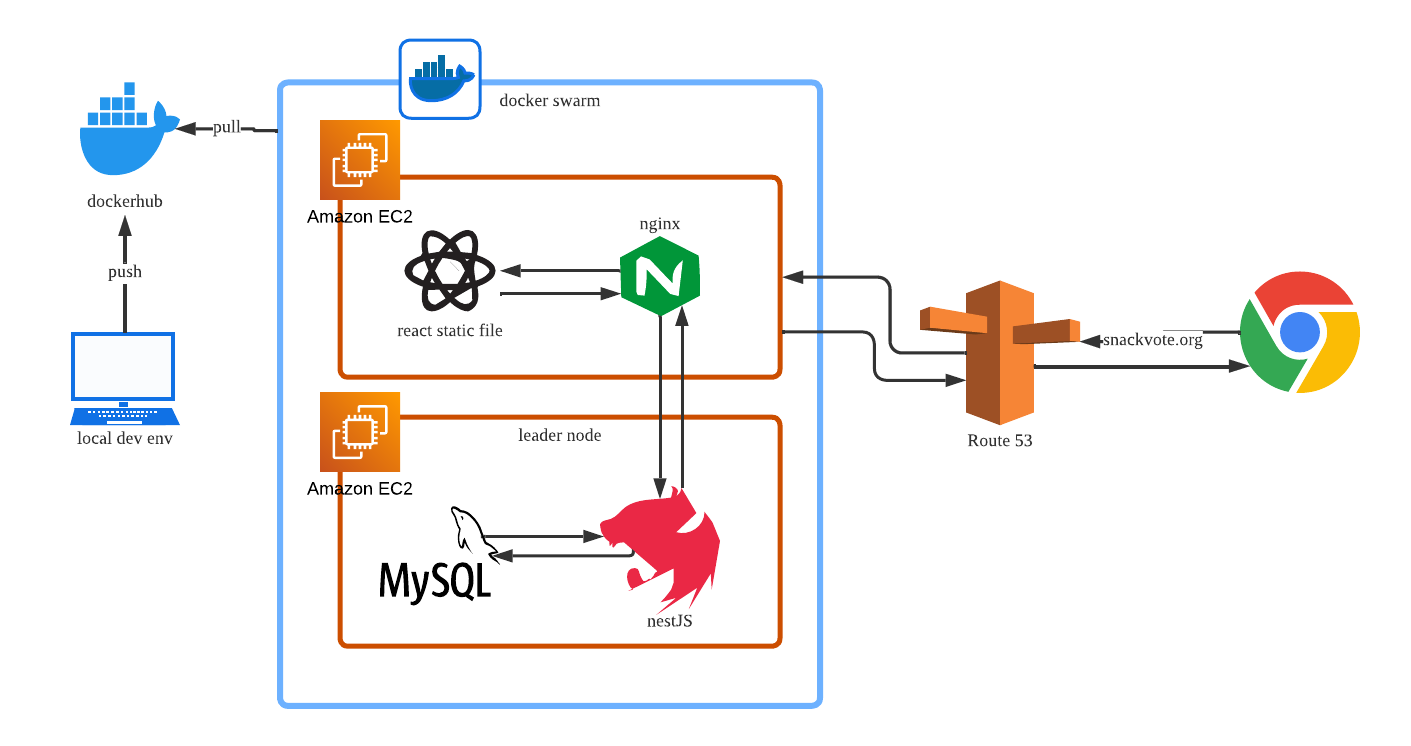 docker swarm
pull
dockerhub
Amazon EC2
nginx
push
react static file
snackvote.org
local dev env
leader node
Route 53
Amazon EC2
MySQL
nestJS